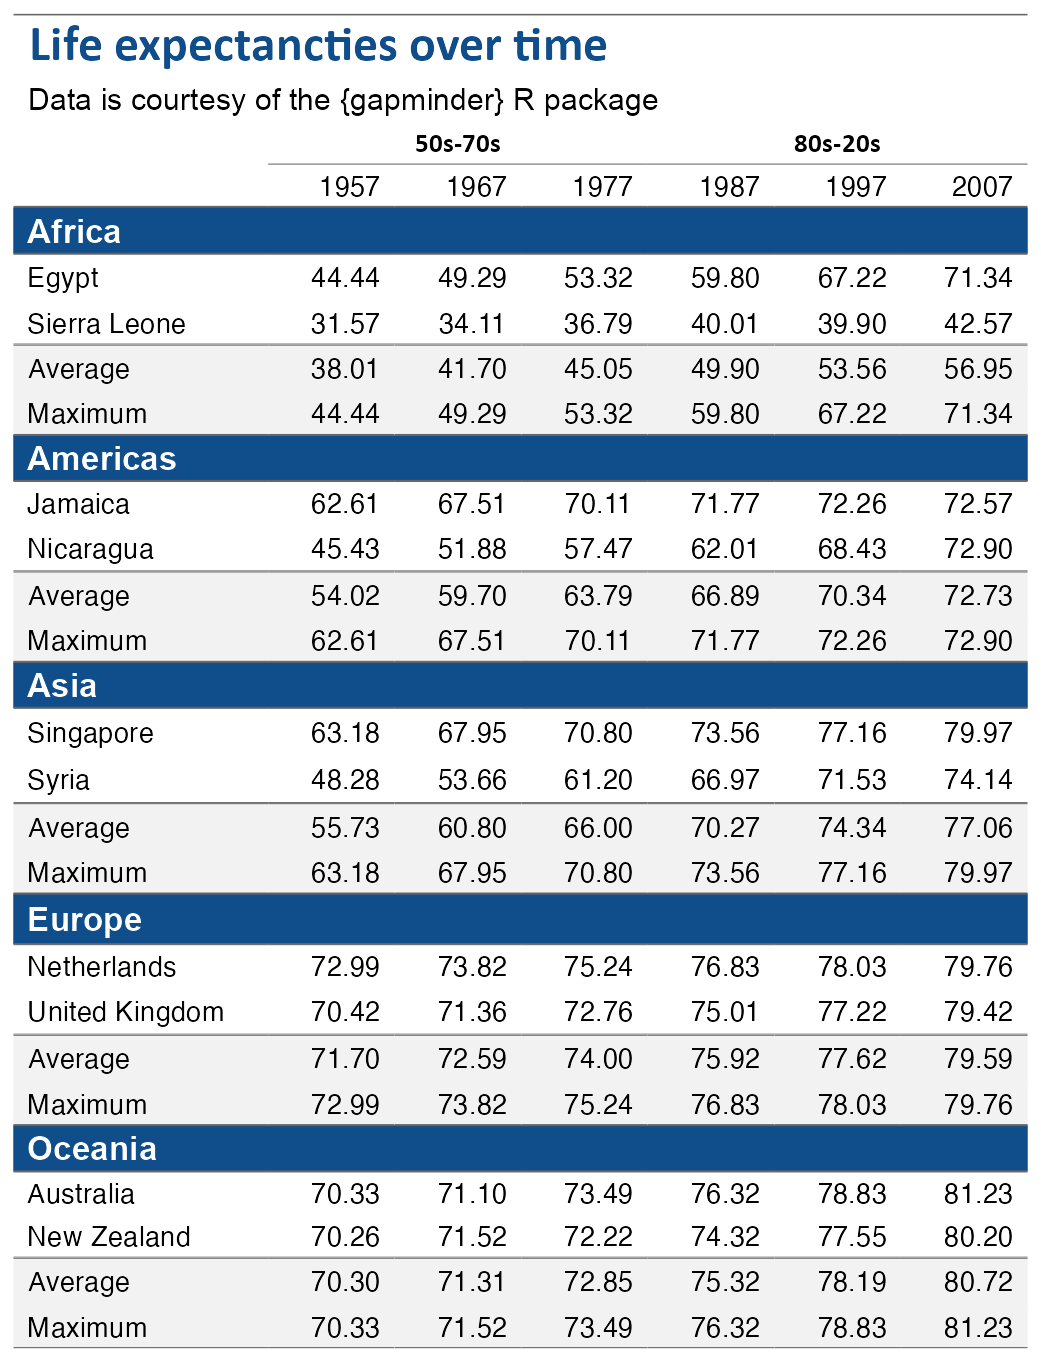 Life expectancties over time
Data is courtesy of the {gapminder} R package
50s-70s 80s-20s
1957 1967 1977 1987 1997 2007
Africa
Egypt 44.44 49.29 53.32 59.80 67.22 71.34
Sierra Leone 31.57 34.11 36.79 40.01 39.90 42.57
Average 38.01 41.70 45.05 49.90 53.56 56.95
Maximum 44.44 49.29 53.32 59.80 67.22 71.34
Americas
Jamaica 62.61 67.51 70.11 71.77 72.26 72.57
Nicaragua 45.43 51.88 57.47 62.01 68.43 72.90
Average 54.02 59.70 63.79 66.89 70.34 72.73
Maximum 62.61 67.51 70.11 71.77 72.26 72.90
Asia
Singapore 63.18 67.95 70.80 73.56 77.16 79.97
Syria 48.28 53.66 61.20 66.97 71.53 74.14
Average 55.73 60.80 66.00 70.27 74.34 77.06
Maximum 63.18 67.95 70.80 73.56 77.16 79.97
Europe
Netherlands 72.99 73.82 75.24 76.83 78.03 79.76
United Kingdom 70.42 71.36 72.76 75.01 77.22 79.42
Average 71.70 72.59 74.00 75.92 77.62 79.59
Maximum 72.99 73.82 75.24 76.83 78.03 79.76
Oceania
Australia 70.33 71.10 73.49 76.32 78.83 81.23
New Zealand 70.26 71.52 72.22 74.32 77.55 80.20
Average 70.30 71.31 72.85 75.32 78.19 80.72
Maximum 70.33 71.52 73.49 76.32 78.83 81.23